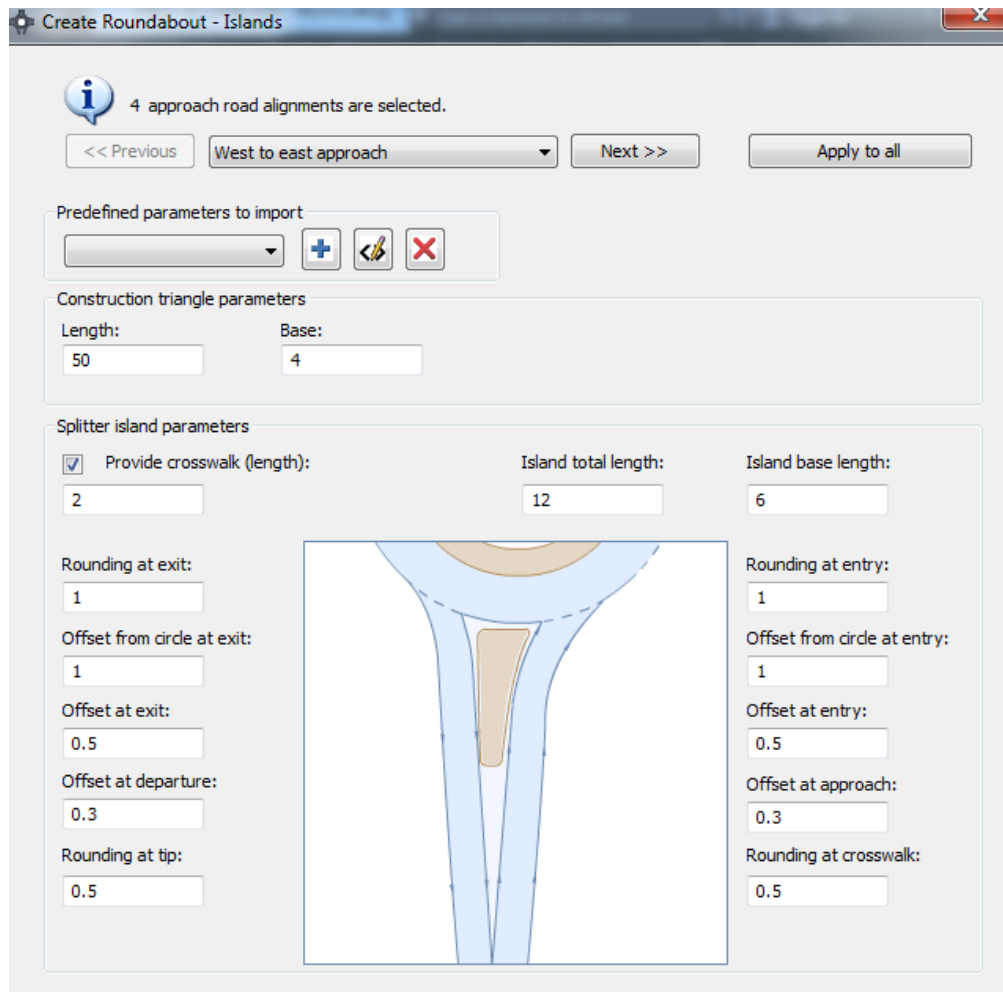 Create Roundabout - Islands
4 approach road alignments are selected.
<< Previous West to east approach Next >> Apply to all
Predefined parameters to import
Construction triangle parameters
Length: Base:
50 4
Splitter island parameters
Provide crosswalk (length): Island total length: Island base length:
2 12 6
Rounding at exit: Rounding at entry:
1 1
Offset from circle at exit: Offset from circle at entry:
1 1
Offset at exit: Offset at entry:
0.5 0.5
Offset at departure: Offset at approach:
0.3 0.3
Rounding at tip: Rounding at crosswalk:
0.5 0.5